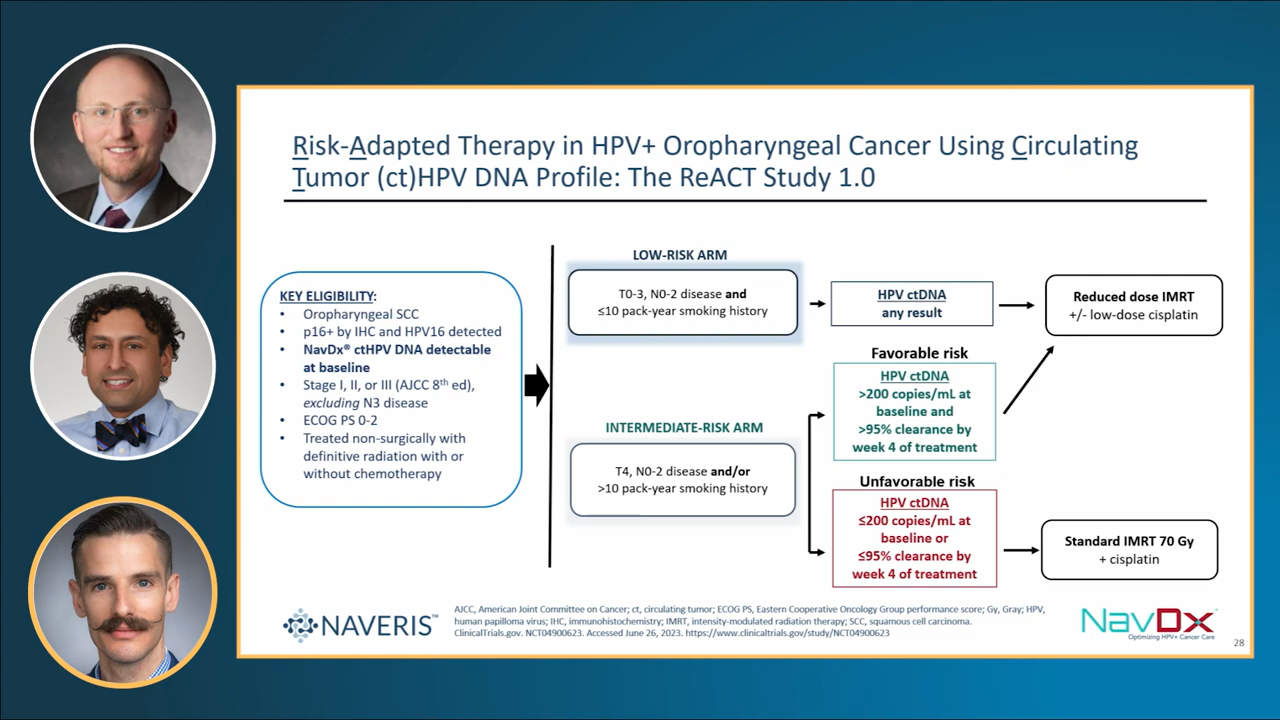 Risk-Adapted Therapy in HPV+ Oropharyngeal Cancer Using Circulating
Tumor (ct)HPV DNA Profile: The ReACT Study 1.0
KEY ELIGIBILITY:
• Oropharyngeal SCC
• p16+ by IHC and HPV16 detected
• NavDx® ctHPV DNA detectable
at baseline
• Stage I, II, or III (AJCC 8th ed),
excluding N3 disease
• ECOG PS 0-2
• Treated non-surgically with
definitive radiation with or
without chemotherapy
LOW-RISK ARM
T0-3, N0-2 disease and
≤10 pack-year smoking history
HPV ctDNA
any result
Reduced dose IMRT
+/- low-dose cisplatin
INTERMEDIATE-RISK ARM
T4, N0-2 disease and/or
>10 pack-year smoking history
Favorable risk
HPV ctDNA
>200 copies/mL at
baseline and
>95% clearance by
week 4 of treatment
Unfavorable risk
HPV ctDNA
≤200 copies/mL at
baseline or
≤95% clearance by
week 4 of treatment
Standard IMRT 70 Gy
+ cisplatin
NAVERIS™
AJCC, American Joint Committee on Cancer; ct, circulating tumor; ECOG PS, Eastern Cooperative Oncology Group performance score; Gy, Gray; HPV,
human papilloma virus; IHC, immunohistochemistry; IMRT, intensity-modulated radiation therapy; SCC, squamous cell carcinoma.
ClinicalTrials.gov. NCT04900623. Accessed June 26, 2023. https://www.clinicaltrials.gov/study/NCT04900623
NavDx®
Optimizing HPV+ Cancer Care
28